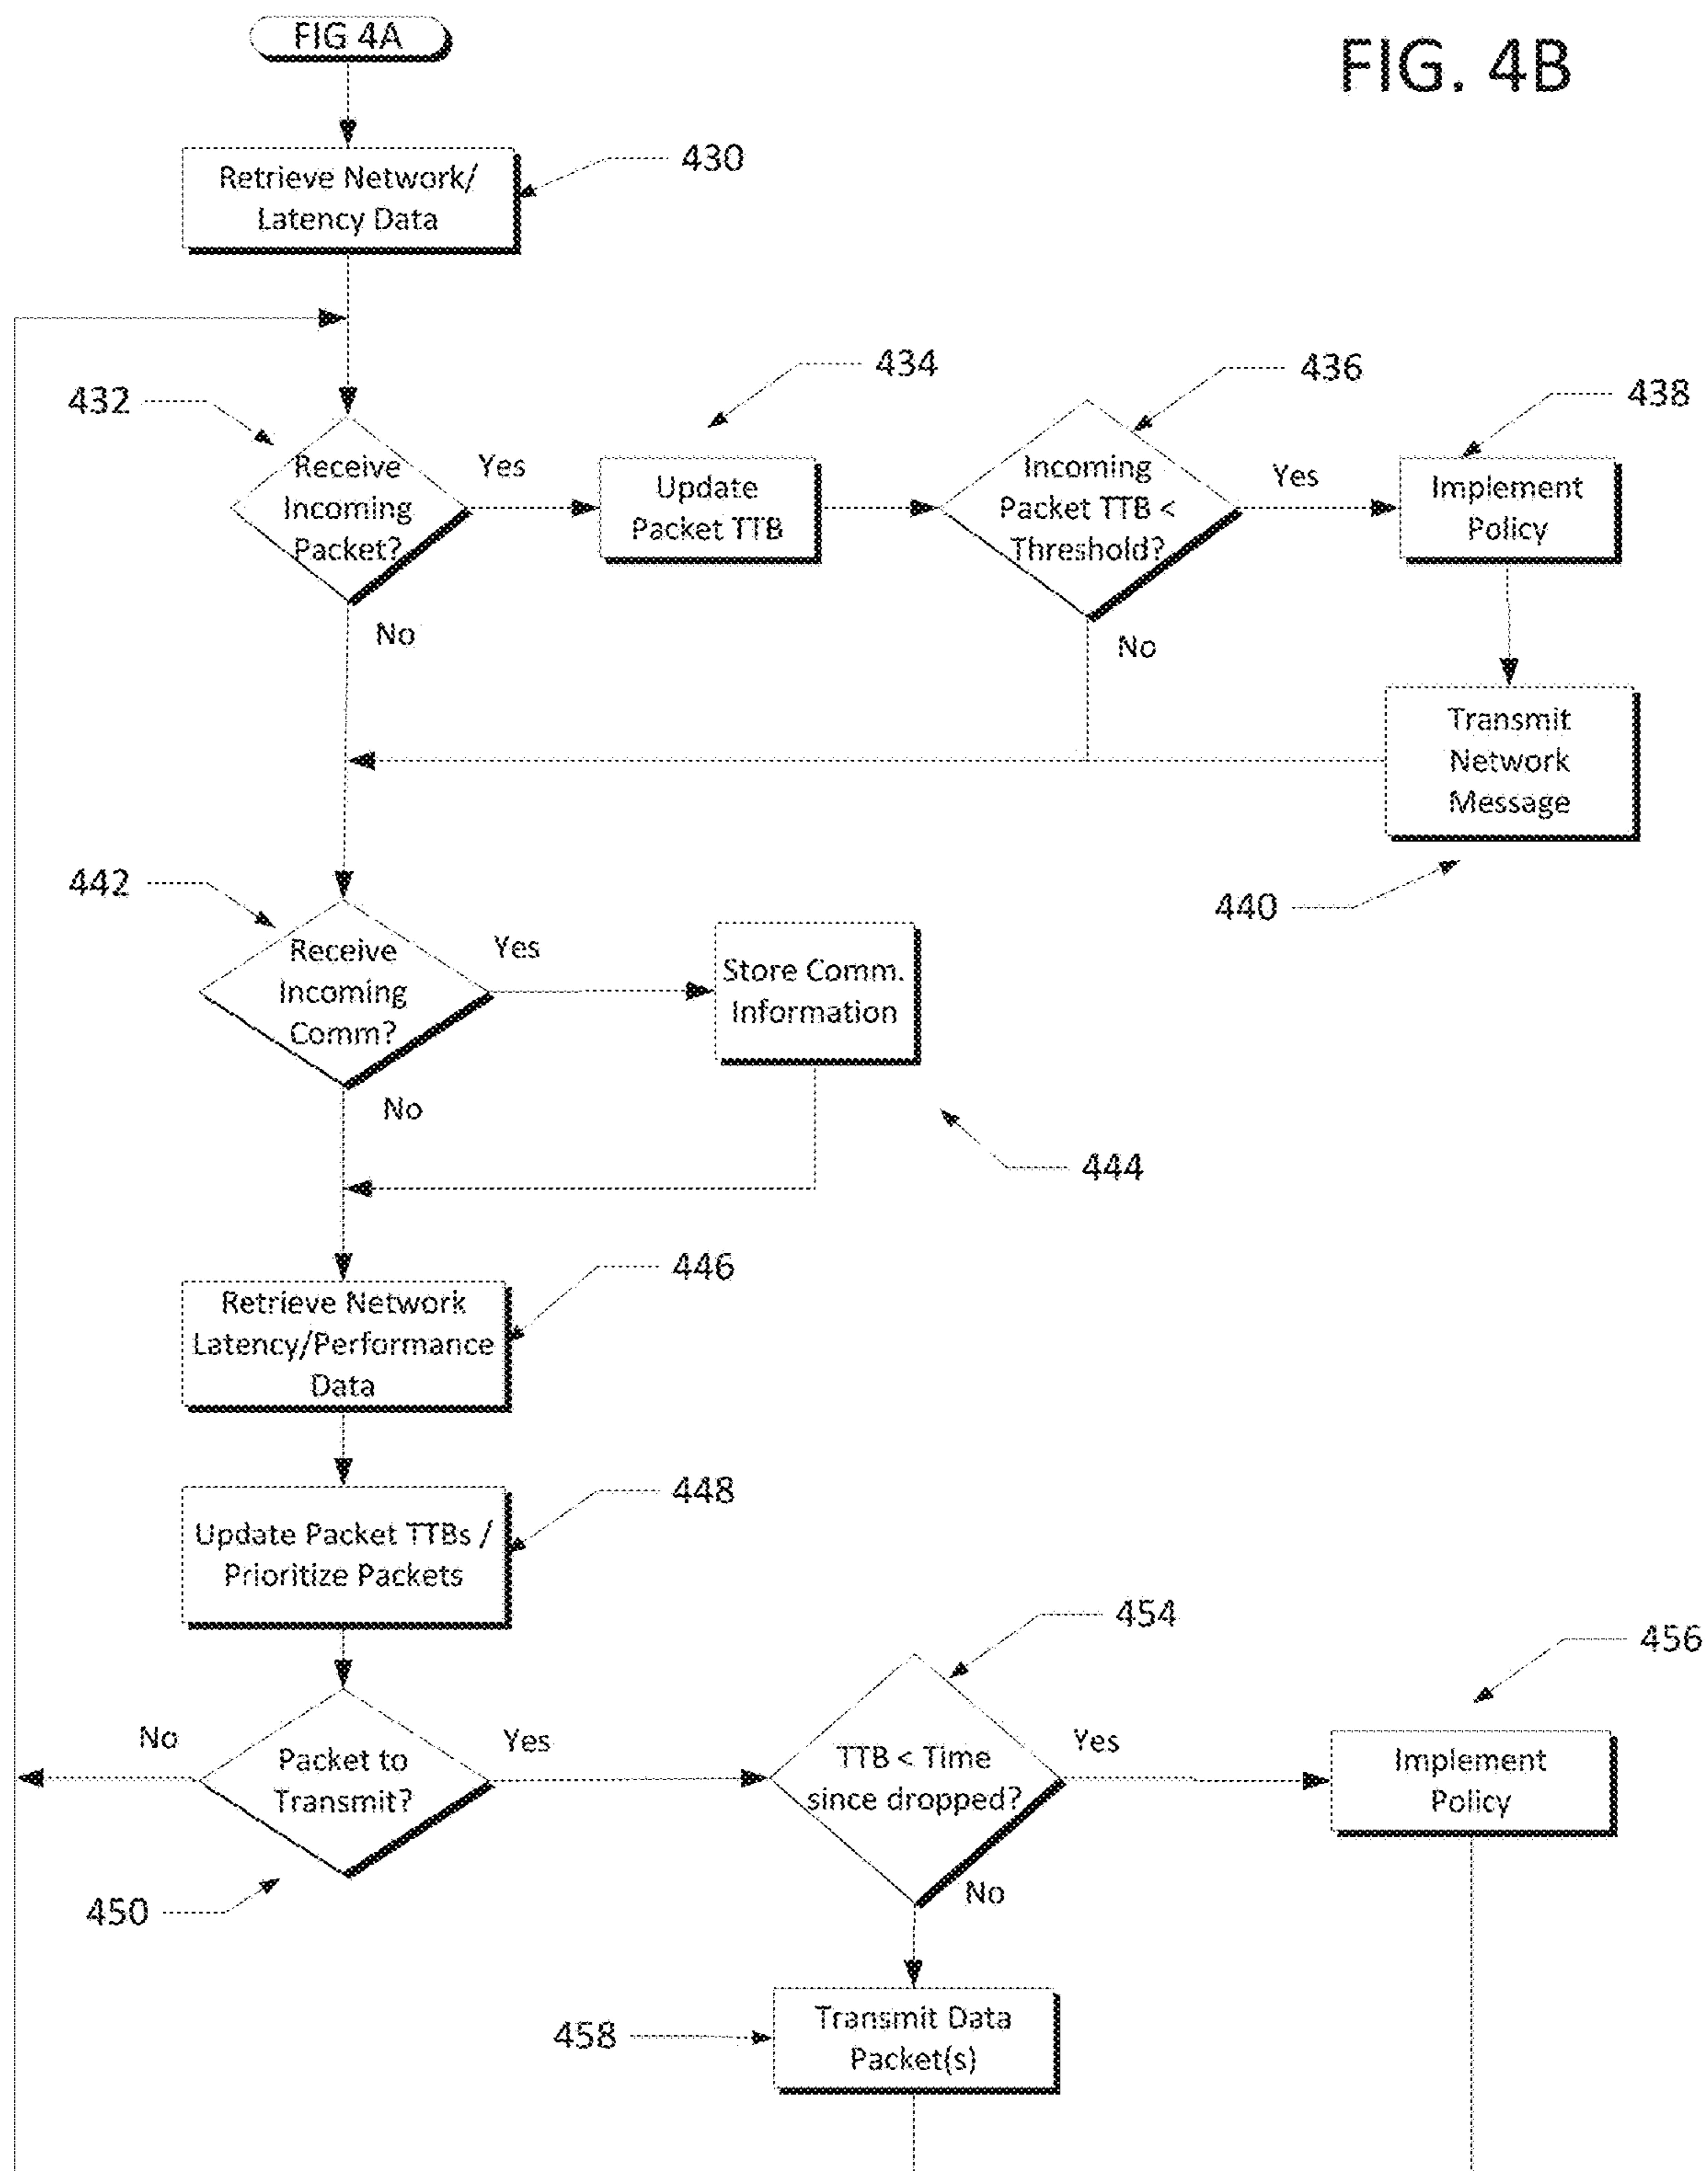 FIG 4A
FIG. 4B
430
Retrieve Network/
Latency Data
432
434
436
438
Receive
Incoming
Packet?
Yes
Update
Packet TTB
Incoming
Packet TTB <
Threshold?
Yes
Implement
Policy
No
No
Transmit
Network
Message
440
442
Receive
Incoming
Comm?
Yes
Store Comm.
Information
No
444
446
Retrieve Network
Latency/Performance
Data
448
Update Packet TTBs /
Prioritize Packets
454
456
No
Packet to
Transmit?
Yes
TTB < Time
since dropped?
Yes
Implement
Policy
450
No
458
Transmit Data
Packet(s)